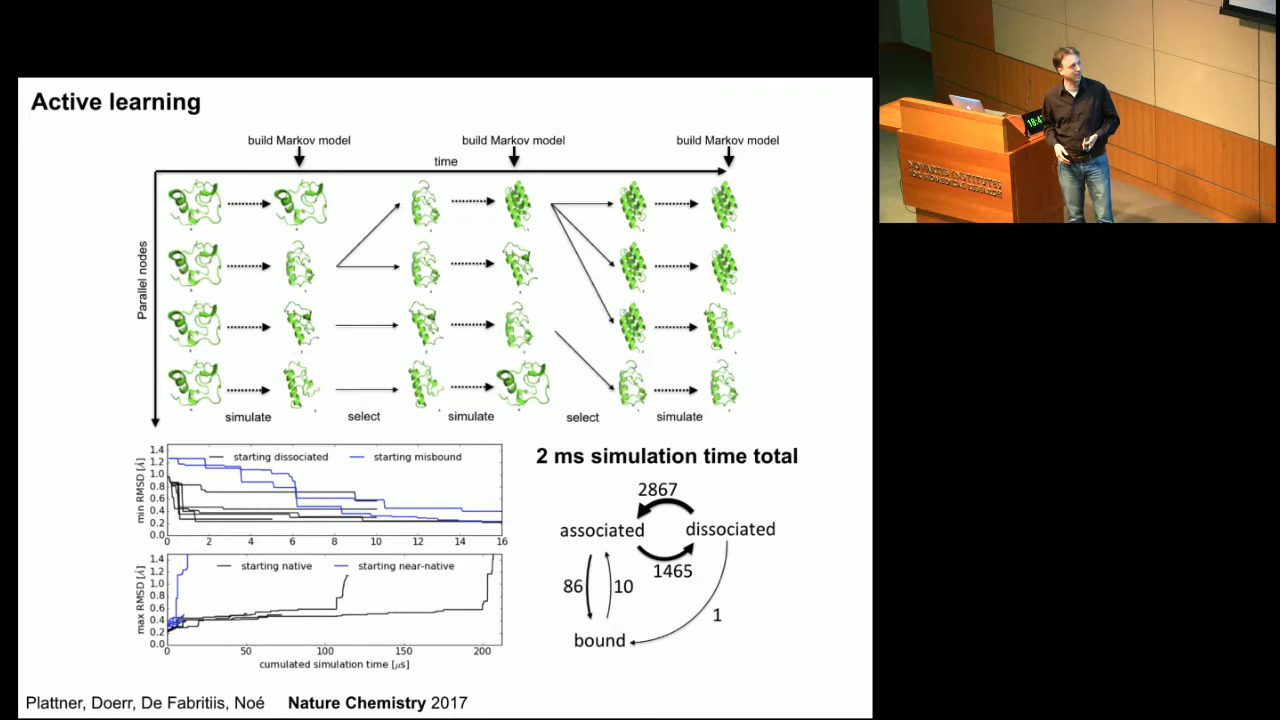 Active learning
build Markov model
build Markov model
build Markov model
time
Parallel nodes
simulate
select
simulate
select
simulate
1.4
1.2
1.0
0.8
0.6
0.4
0.2
0.0
min RMSD [Å]
starting dissociated
starting misbound
0 2 4 6 8 10 12 14 16
1.4
1.2
1.0
0.8
0.6
0.4
0.2
0.0
max RMSD [Å]
starting native
starting near-native
0 50 100 150 200
cumulated simulation time [μs]
2 ms simulation time total
2867
associated
dissociated
1465
86
10
1
bound
Plattner, Doerr, De Fabritiis, Noé Nature Chemistry 2017
NOVARTIS INSTITUTES
FOR BIOMEDICAL RESEARCH